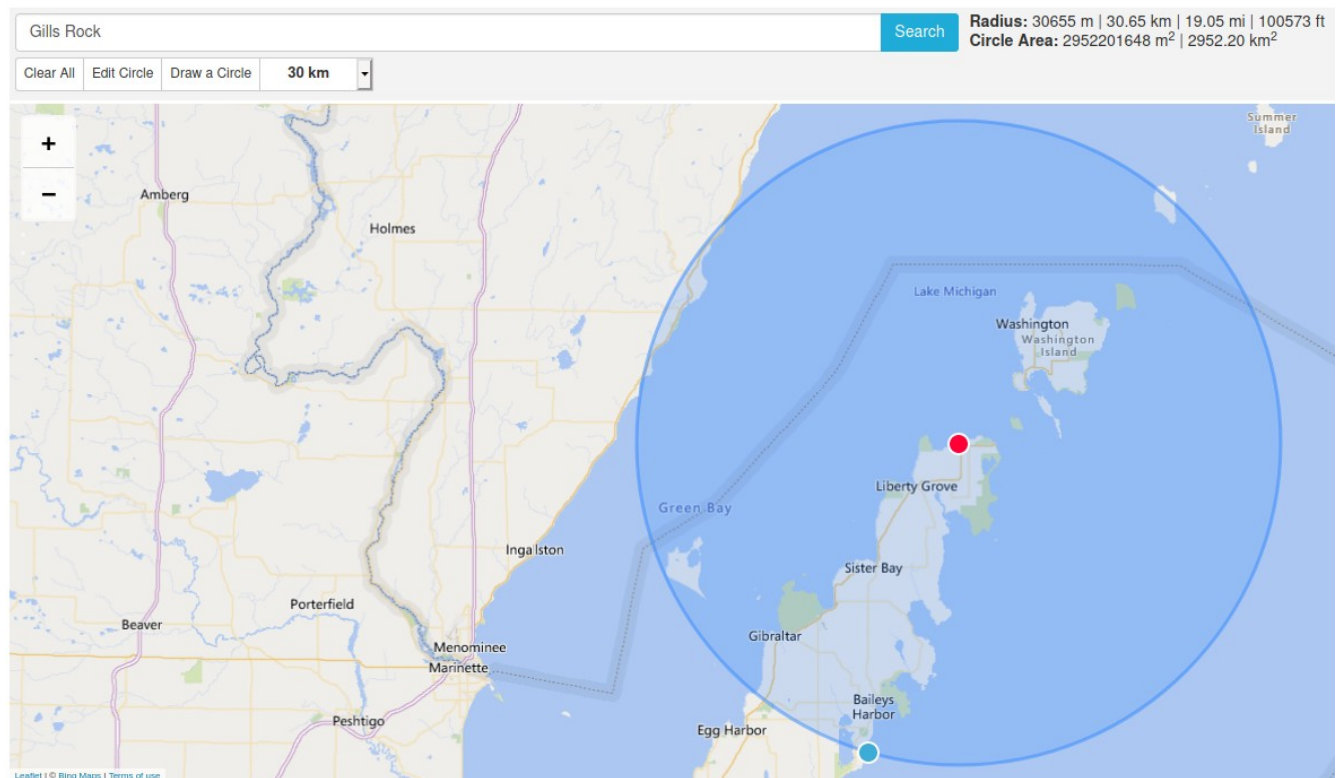 Gills Rock
Search
Radius: 30655 m | 30.65 km | 19.05 mi | 100573 ft
Circle Area: 2952201648 m² | 2952.20 km²
Clear All
Edit Circle
Draw a Circle
30 km
+
−
Summer
Island
Amberg
Holmes
Lake Michigan
Washington
Washington
Island
Liberty Grove
Green Bay
Ingalston
Sister Bay
Porterfield
Beaver
Gibraltar
Menominee
Marinette
Baileys
Harbor
Peshtigo
Egg Harbor
Leaflet | © Bing Maps | Terms of use